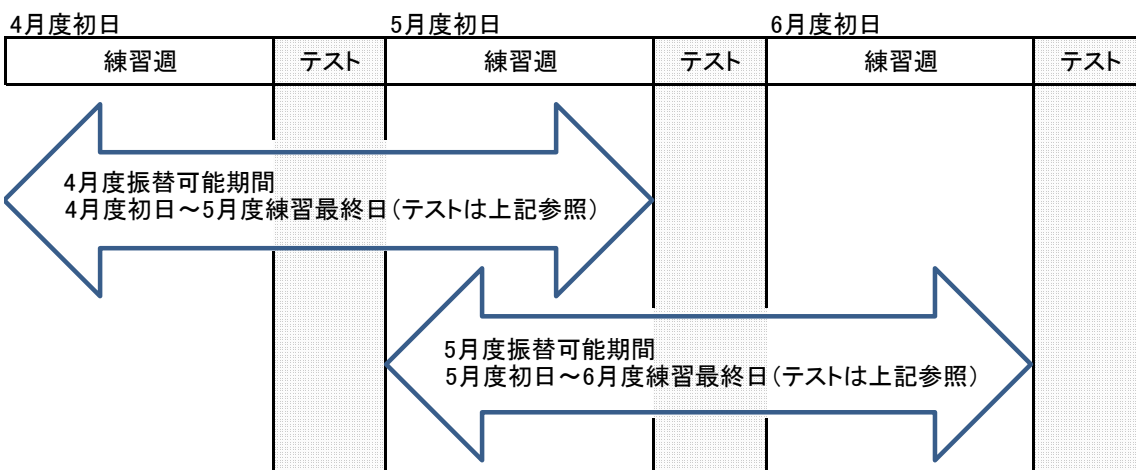 4月度初日 5月度初日 6月度初日
練習週 テスト 練習週 テスト 練習週 テスト
4月度振替可能期間
4月度初日～5月度練習最終日（テストは上記参照）
5月度振替可能期間
5月度初日～6月度練習最終日（テストは上記参照）